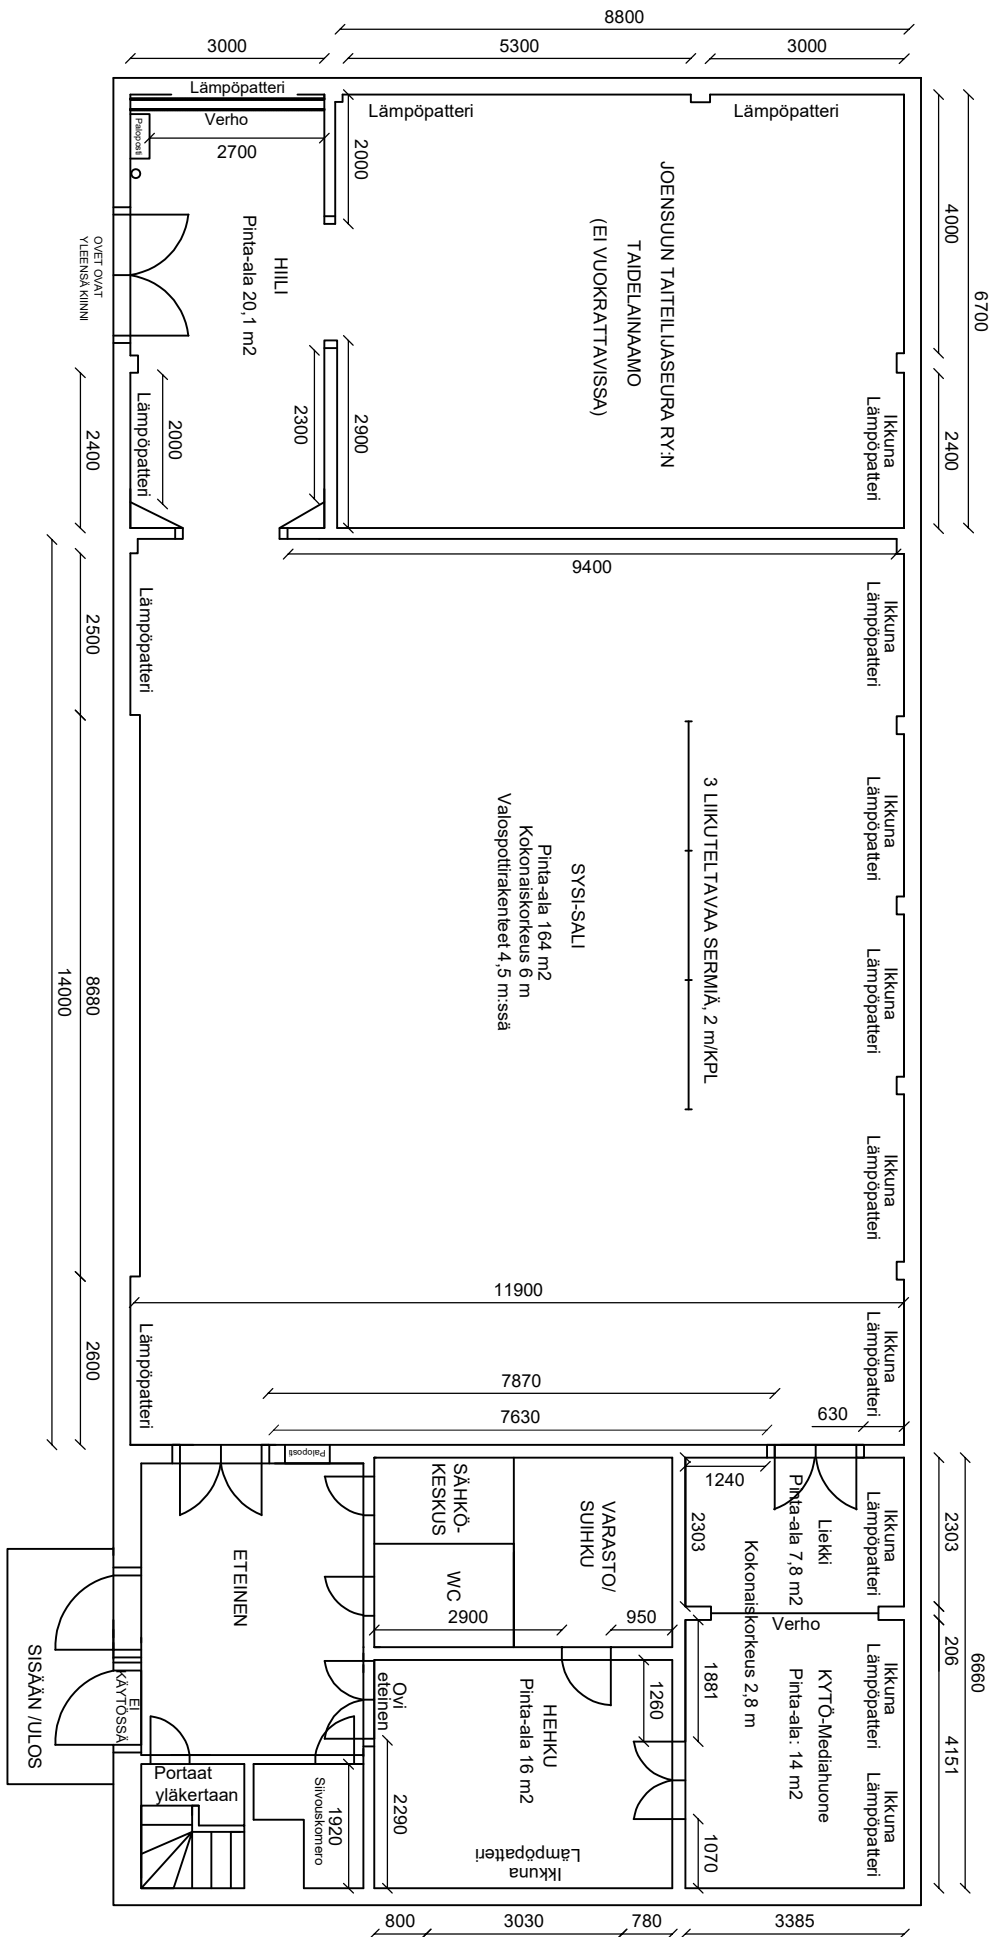 8800
3000
5300
3000
Lämpöpatteri
Verho
2700
Paloposti
Lämpöpatteri
Lämpöpatteri
2000
4000
6700
JOENSUUN TAITEILIJASEURA RY:N
TAIDELAINAAMO
(EI VUOKRATTAVISSA)
HIILI
Pinta-ala 20,1 m2
OVET OVAT
YLEENSÄ KIINNI
2400
Lämpöpatteri
2000
2300
2900
Ikkuna
Lämpöpatteri
2400
9400
Lämpöpatteri
2500
Ikkuna
Lämpöpatteri
3 LIIKUTELTAVAA SERMIÄ, 2 m/KPL
Ikkuna
Lämpöpatteri
SYSI-SALI
Pinta-ala 164 m2
Kokonaiskorkeus 6 m
Valospottirakenteet 4,5 m:ssä
Ikkuna
Lämpöpatteri
8680
14000
Ikkuna
Lämpöpatteri
11900
Lämpöpatteri
2600
Ikkuna
Lämpöpatteri
7870
7630
630
Paloposti
1240
2303
Liekki
Pinta-ala 7,8 m2
Ikkuna
Lämpöpatteri
2303
6660
SÄHKÖ-
KESKUS
VARASTO/
SUIHKU
WC
ETEINEN
2900
950
Kokonaiskorkeus 2,8 m
Verho
206
SISÄÄN /ULOS
EI
KÄYTÖSSÄ
Ovi
eteinen
HEHKU
Pinta-ala 16 m2
1260
1881
KYTÖ-Mediahuone
Pinta-ala: 14 m2
Ikkuna
Lämpöpatteri
4151
Ikkuna
Lämpöpatteri
Portaat
yläkertaan
Siivouskomero
1920
2290
Ikkuna
Lämpöpatteri
1070
800
3030
780
3385